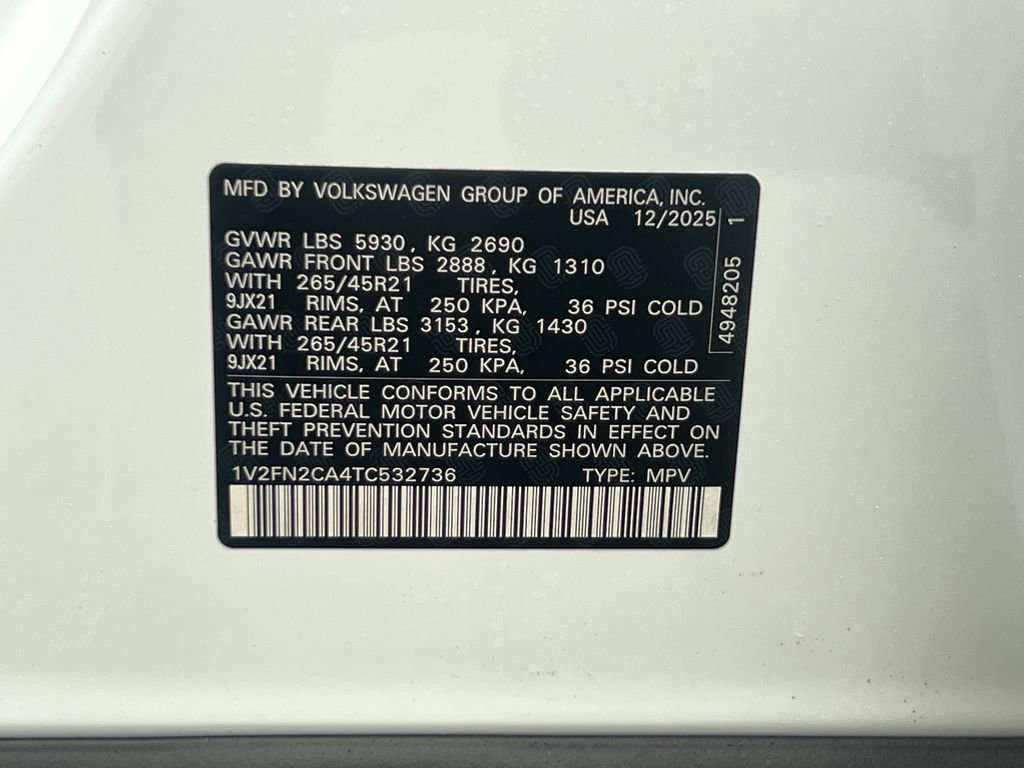 MFD BY VOLKSWAGEN GROUP OF AMERICA, INC.
USA 12/2025
GVWR LBS 5930, KG 2690
GAWR FRONT LBS 2888, KG 1310
WITH 265/45R21 TIRES,
9JX21 RIMS, AT 250 KPA, 36 PSI COLD
GAWR REAR LBS 3153, KG 1430
WITH 265/45R21 TIRES,
9JX21 RIMS, AT 250 KPA, 36 PSI COLD
4948205 1
THIS VEHICLE CONFORMS TO ALL APPLICABLE
U.S. FEDERAL MOTOR VEHICLE SAFETY AND
THEFT PREVENTION STANDARDS IN EFFECT ON
THE DATE OF MANUFACTURE SHOWN ABOVE.
1V2FN2CA4TC532736 TYPE: MPV